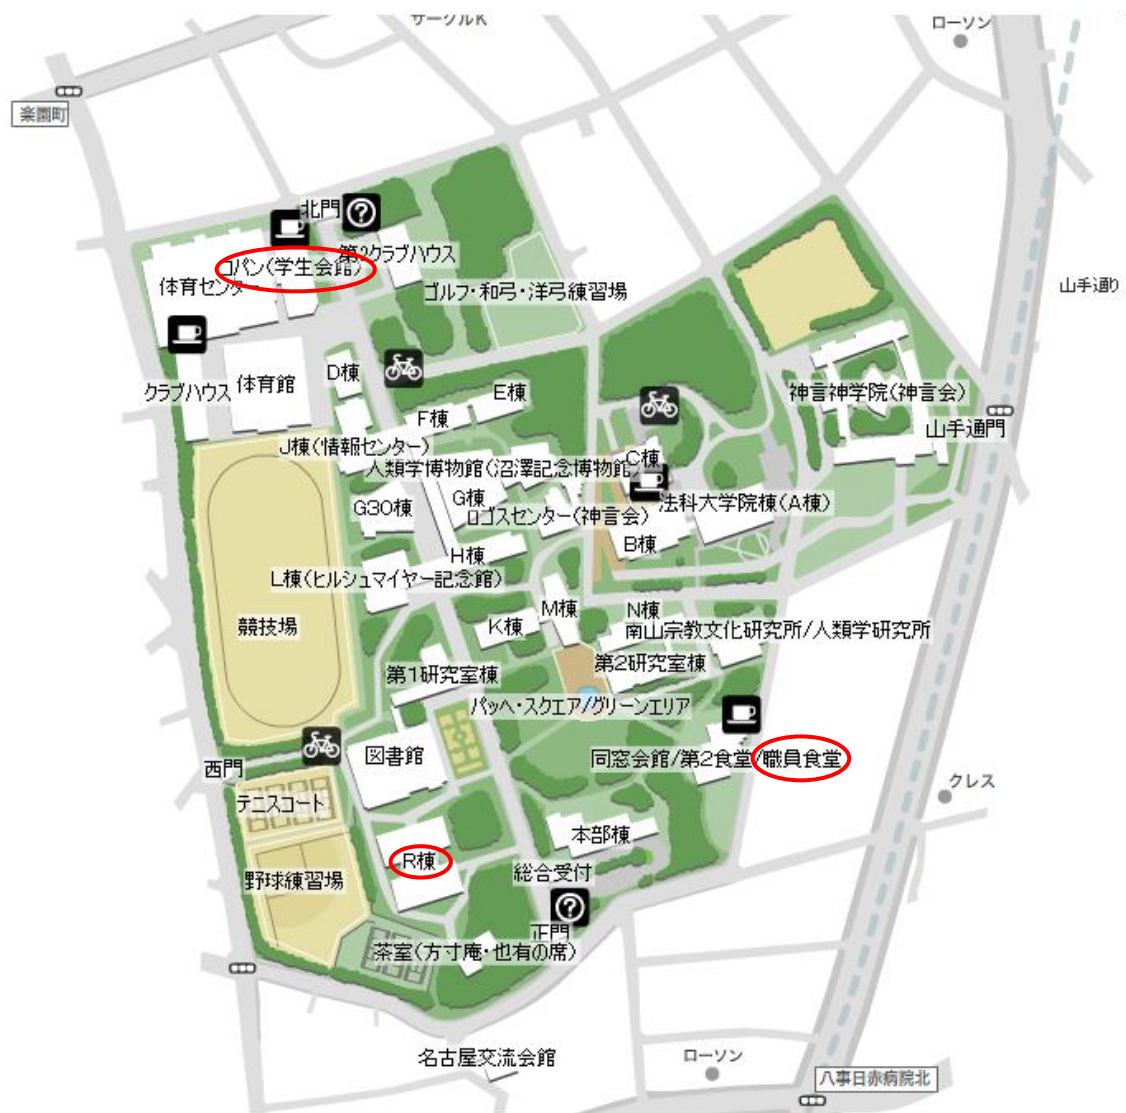 サークルK
ローソン
楽園町
北門
第2クラブハウス
コパン(学生会館)
体育センター
ゴルフ・和弓・洋弓練習場
山手通り
クラブハウス
体育館
D棟
E棟
F棟
神言神学院(神言会)
山手通門
J棟(情報センター)
人類学博物館(沼澤記念博物館)
C棟
G30棟
G棟
ロゴスセンター(神言会)
法科大学院棟(A棟)
B棟
H棟
L棟(ヒルシュマイヤー記念館)
競技場
K棟
M棟
N棟
南山宗教文化研究所/人類学研究所
第1研究室棟
第2研究室棟
パッヘ・スクエア/グリーンエリア
西門
図書館
同窓会館/第2食堂/職員食堂
クレス
テニスコート
本部棟
R棟
野球練習場
総合受付
正門
茶室(方寸庵・也有の席)
名古屋交流会館
ローソン
八事日赤病院北